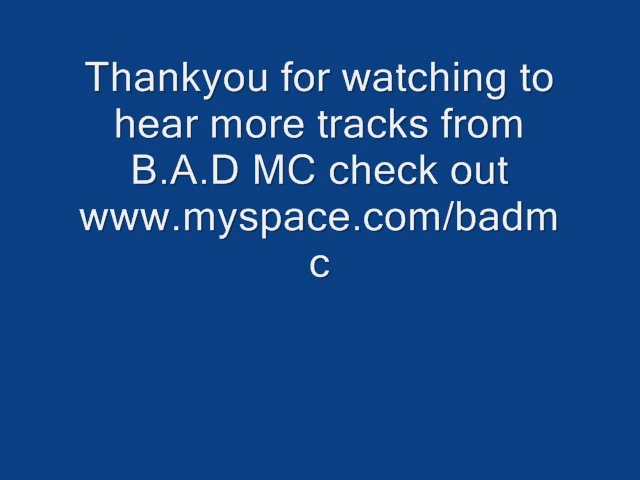 Thankyou for watching to
hear more tracks from
B.A.D MC check out
www.myspace.com/badm
c